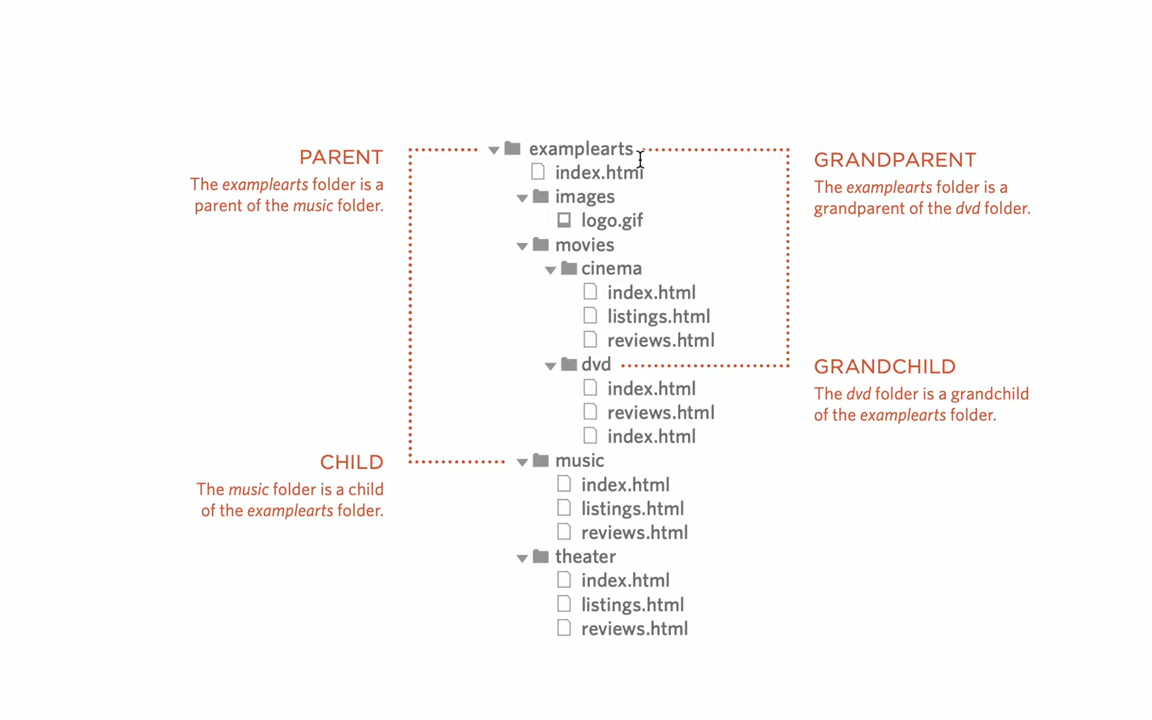 PARENT
The examplearts folder is a
parent of the music folder.
CHILD
The music folder is a child
of the examplearts folder.
examplearts
index.html
images
logo.gif
movies
cinema
index.html
listings.html
reviews.html
dvd
index.html
reviews.html
index.html
music
index.html
listings.html
reviews.html
theater
index.html
listings.html
reviews.html
GRANDPARENT
The examplearts folder is a
grandparent of the dvd folder.
GRANDCHILD
The dvd folder is a grandchild
of the examplearts folder.